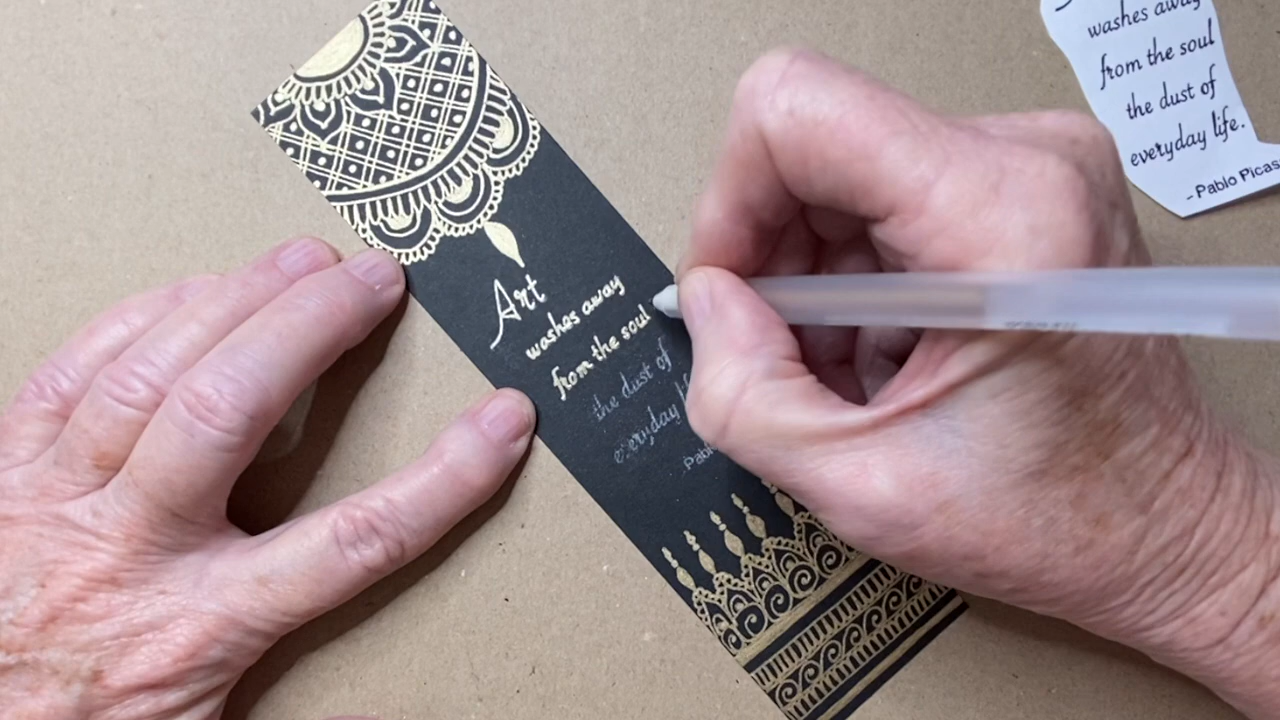 Art
washes away
from the soul
the dust of
everyday
washes away
from the soul
the dust of
everyday life.
- Pablo Picas